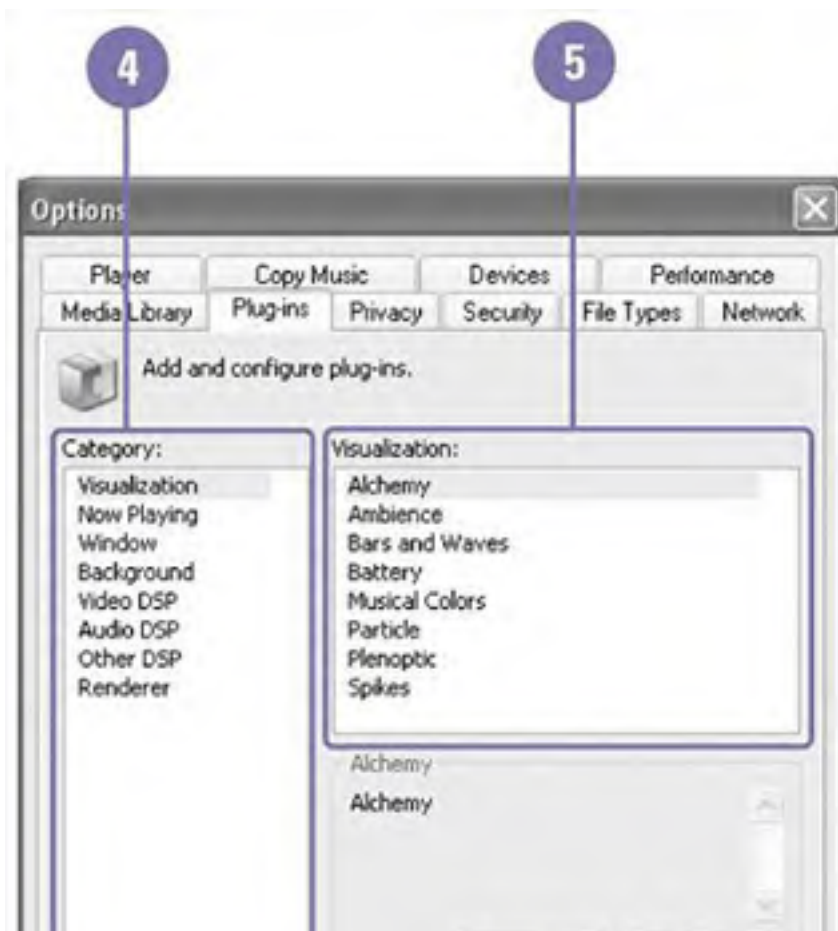 4
5
Options
Player Copy Music Devices Performance
Media Library Plug-ins Privacy Security File Types Network
Add and configure plug-ins.
Category:
Visualization
Now Playing
Window
Background
Video DSP
Audio DSP
Other DSP
Renderer
Visualization:
Alchemy
Ambience
Bars and Waves
Battery
Musical Colors
Particle
Plenoptic
Spikes
Alchemy
Alchemy